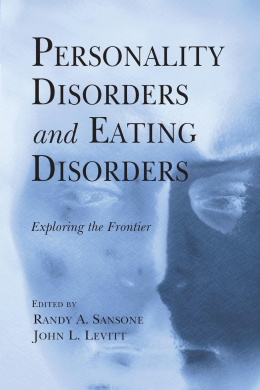 PERSONALITY
DISORDERS
and EATING
DISORDERS
Exploring the Frontier
EDITED BY
RANDY A. SANSONE
JOHN L. LEVITT